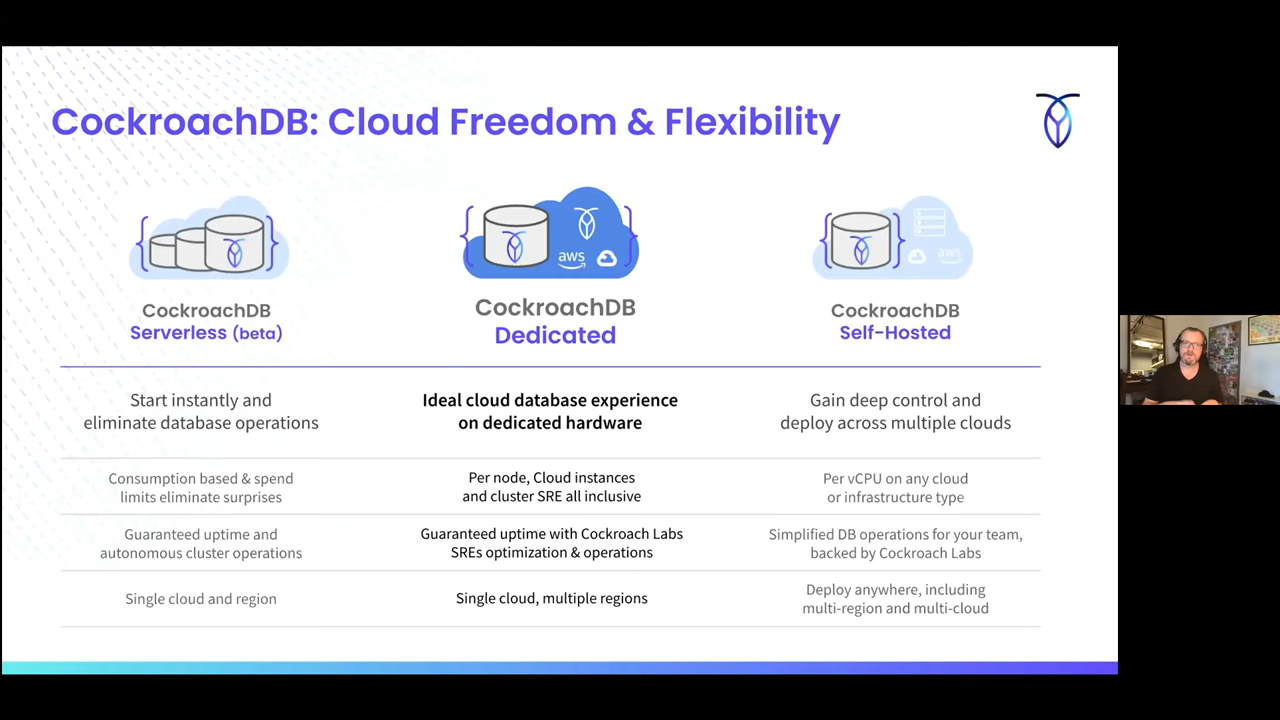 CockroachDB: Cloud Freedom & Flexibility
aws
aws
CockroachDB
Serverless (beta)
CockroachDB
Dedicated
CockroachDB
Self-Hosted
Start instantly and
eliminate database operations
Ideal cloud database experience
on dedicated hardware
Gain deep control and
deploy across multiple clouds
Consumption based & spend
limits eliminate surprises
Per node, Cloud instances
and cluster SRE all inclusive
Per vCPU on any cloud
or infrastructure type
Guaranteed uptime and
autonomous cluster operations
Guaranteed uptime with Cockroach Labs
SREs optimization & operations
Simplified DB operations for your team,
backed by Cockroach Labs
Single cloud and region
Single cloud, multiple regions
Deploy anywhere, including
multi-region and multi-cloud